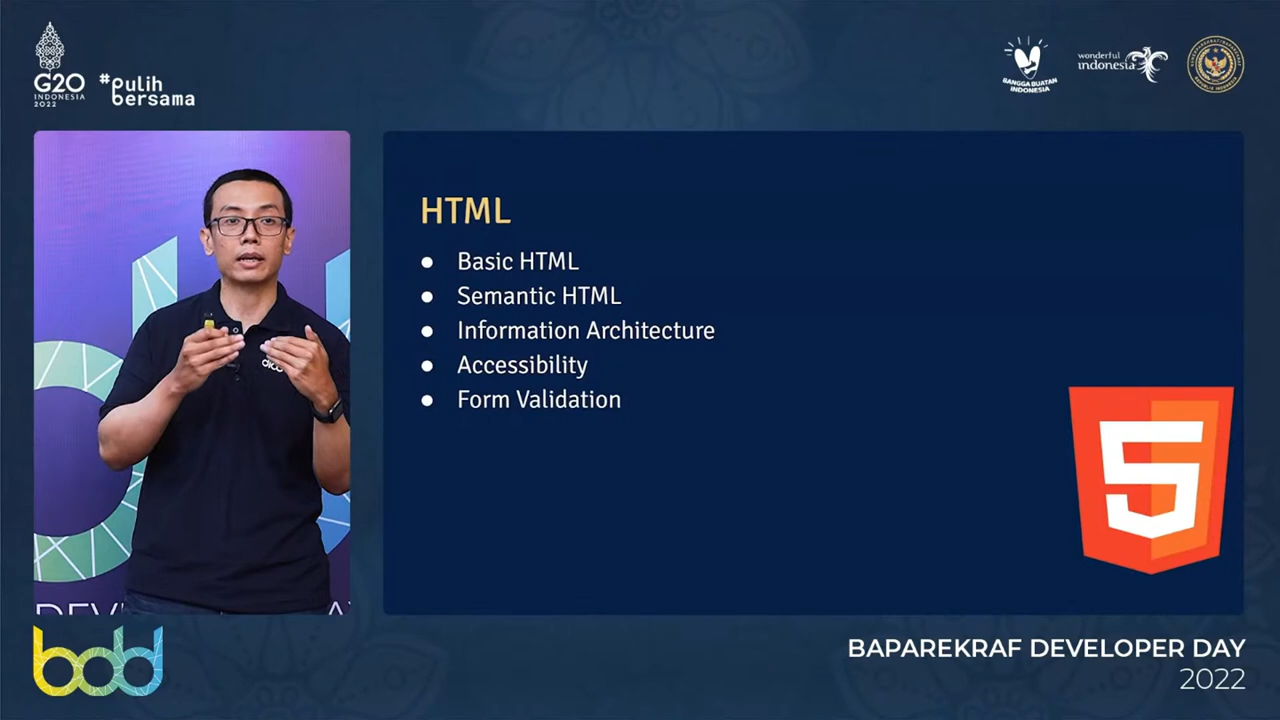 G20
INDONESIA
2022
#pulih
bersama
BANGGA BUATAN
INDONESIA
wonderful
indonesia
HTML
● Basic HTML
● Semantic HTML
● Information Architecture
● Accessibility
● Form Validation
5
bdd
BAPAREKRAF DEVELOPER DAY
2022